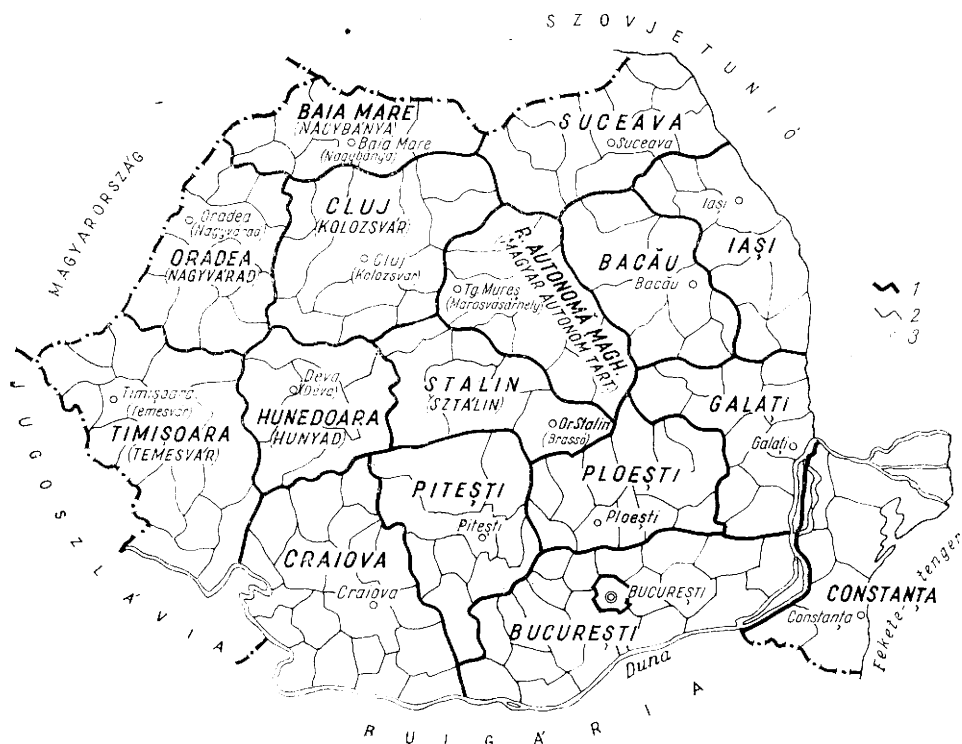 SZOVJETUNIÓ
BAIA MARE
(NAGYBÁNYA)
Baia Mare
(Nagybánya)
SUCEAVA
Suceava
MAGYARORSZÁG
Oradea
(Nagyvárad)
ORADEA
(NAGYVÁRAD)
CLUJ
(KOLOZSVÁR)
Cluj
(Kolozsvár)
R. AUTONOMĂ MAGH.
(MAGYAR AUTONOM TART.)
Tg. Mureș
(Marosvásárhely)
BACĂU
Bacău
Iași
IAȘI
1
2
3
JUGOSZLÁVIA
Timișoara
(Temesvár)
TIMIȘOARA
(TEMESVÁR)
Deva
(Déva)
HUNEDOARA
(HUNYAD)
STALIN
(SZTÁLIN)
Or Stalin
(Brassó)
GALAȚI
Galați
PITEȘTI
Pitești
PLOEȘTI
Ploești
CRAIOVA
Craiova
BUCUREȘTI
BUCUREȘTI
CONSTANȚA
Constanța
Fekete-tenger
Duna
BULGÁRIA